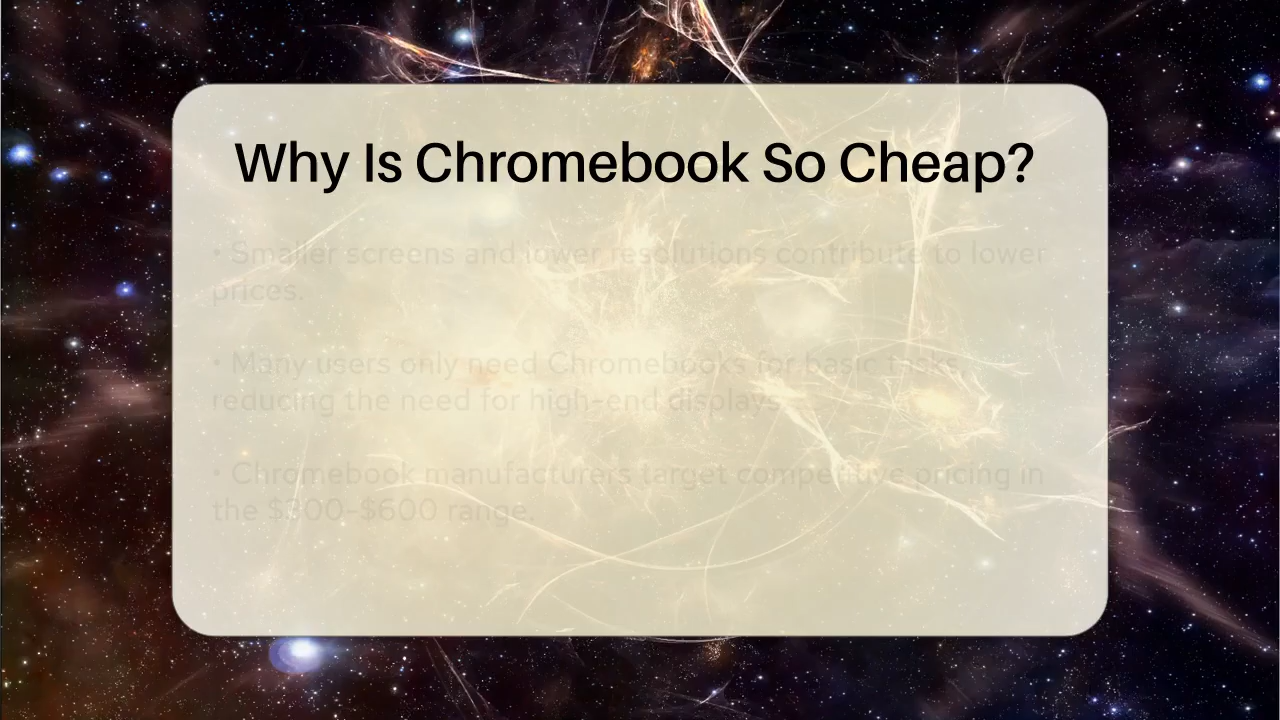 Why Is Chromebook So Cheap?
• Smaller screens and lower resolutions contribute to lower
prices.
• Many users only need Chromebooks for basic tasks,
reducing the need for high-end displays.
• Chromebook manufacturers target competitive pricing in
the $300–$600 range.